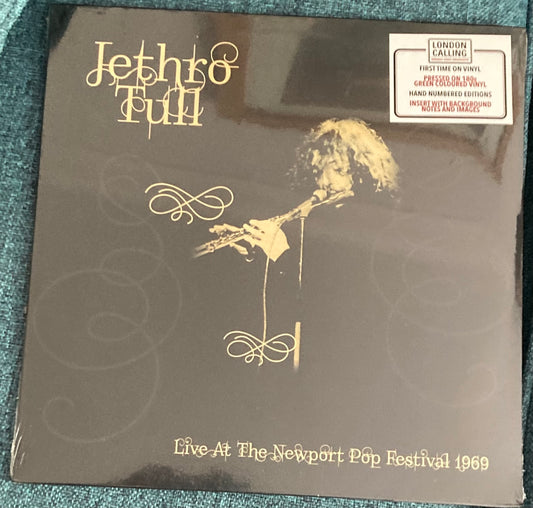 Jethro
Tull
LONDON
CALLING
FIRST TIME ON VINYL
PRESSED ON 180g
GREEN COLOURED VINYL
HAND NUMBERED EDITIONS
INSERT WITH BACKGROUND
NOTES AND IMAGES
Live At The Newport Pop Festival 1969